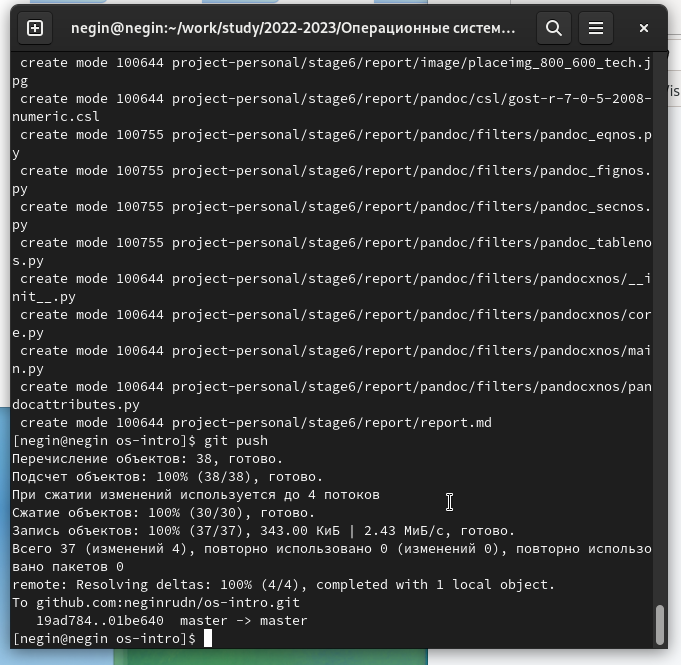 negin@negin:~/work/study/2022-2023/Операционные систем...
create mode 100644 project-personal/stage6/report/image/placeimg_800_600_tech.j
pg
create mode 100644 project-personal/stage6/report/pandoc/csl/gost-r-7-0-5-2008-
numeric.csl
create mode 100755 project-personal/stage6/report/pandoc/filters/pandoc_eqnos.p
y
create mode 100755 project-personal/stage6/report/pandoc/filters/pandoc_fignos.
py
create mode 100755 project-personal/stage6/report/pandoc/filters/pandoc_secnos.
py
create mode 100755 project-personal/stage6/report/pandoc/filters/pandoc_tableno
s.py
create mode 100644 project-personal/stage6/report/pandoc/filters/pandocxnos/__i
nit__.py
create mode 100644 project-personal/stage6/report/pandoc/filters/pandocxnos/cor
e.py
create mode 100644 project-personal/stage6/report/pandoc/filters/pandocxnos/mai
n.py
create mode 100644 project-personal/stage6/report/pandoc/filters/pandocxnos/pan
docattributes.py
create mode 100644 project-personal/stage6/report/report.md
[negin@negin os-intro]$ git push
Перечисление объектов: 38, готово.
Подсчет объектов: 100% (38/38), готово.
При сжатии изменений используется до 4 потоков
Сжатие объектов: 100% (30/30), готово.
Запись объектов: 100% (37/37), 343.00 КиБ | 2.43 МиБ/с, готово.
Всего 37 (изменений 4), повторно использовано 0 (изменений 0), повторно использо
вано пакетов 0
remote: Resolving deltas: 100% (4/4), completed with 1 local object.
To github.com:neginrudn/os-intro.git
19ad784..01be640  master -> master
[negin@negin os-intro]$